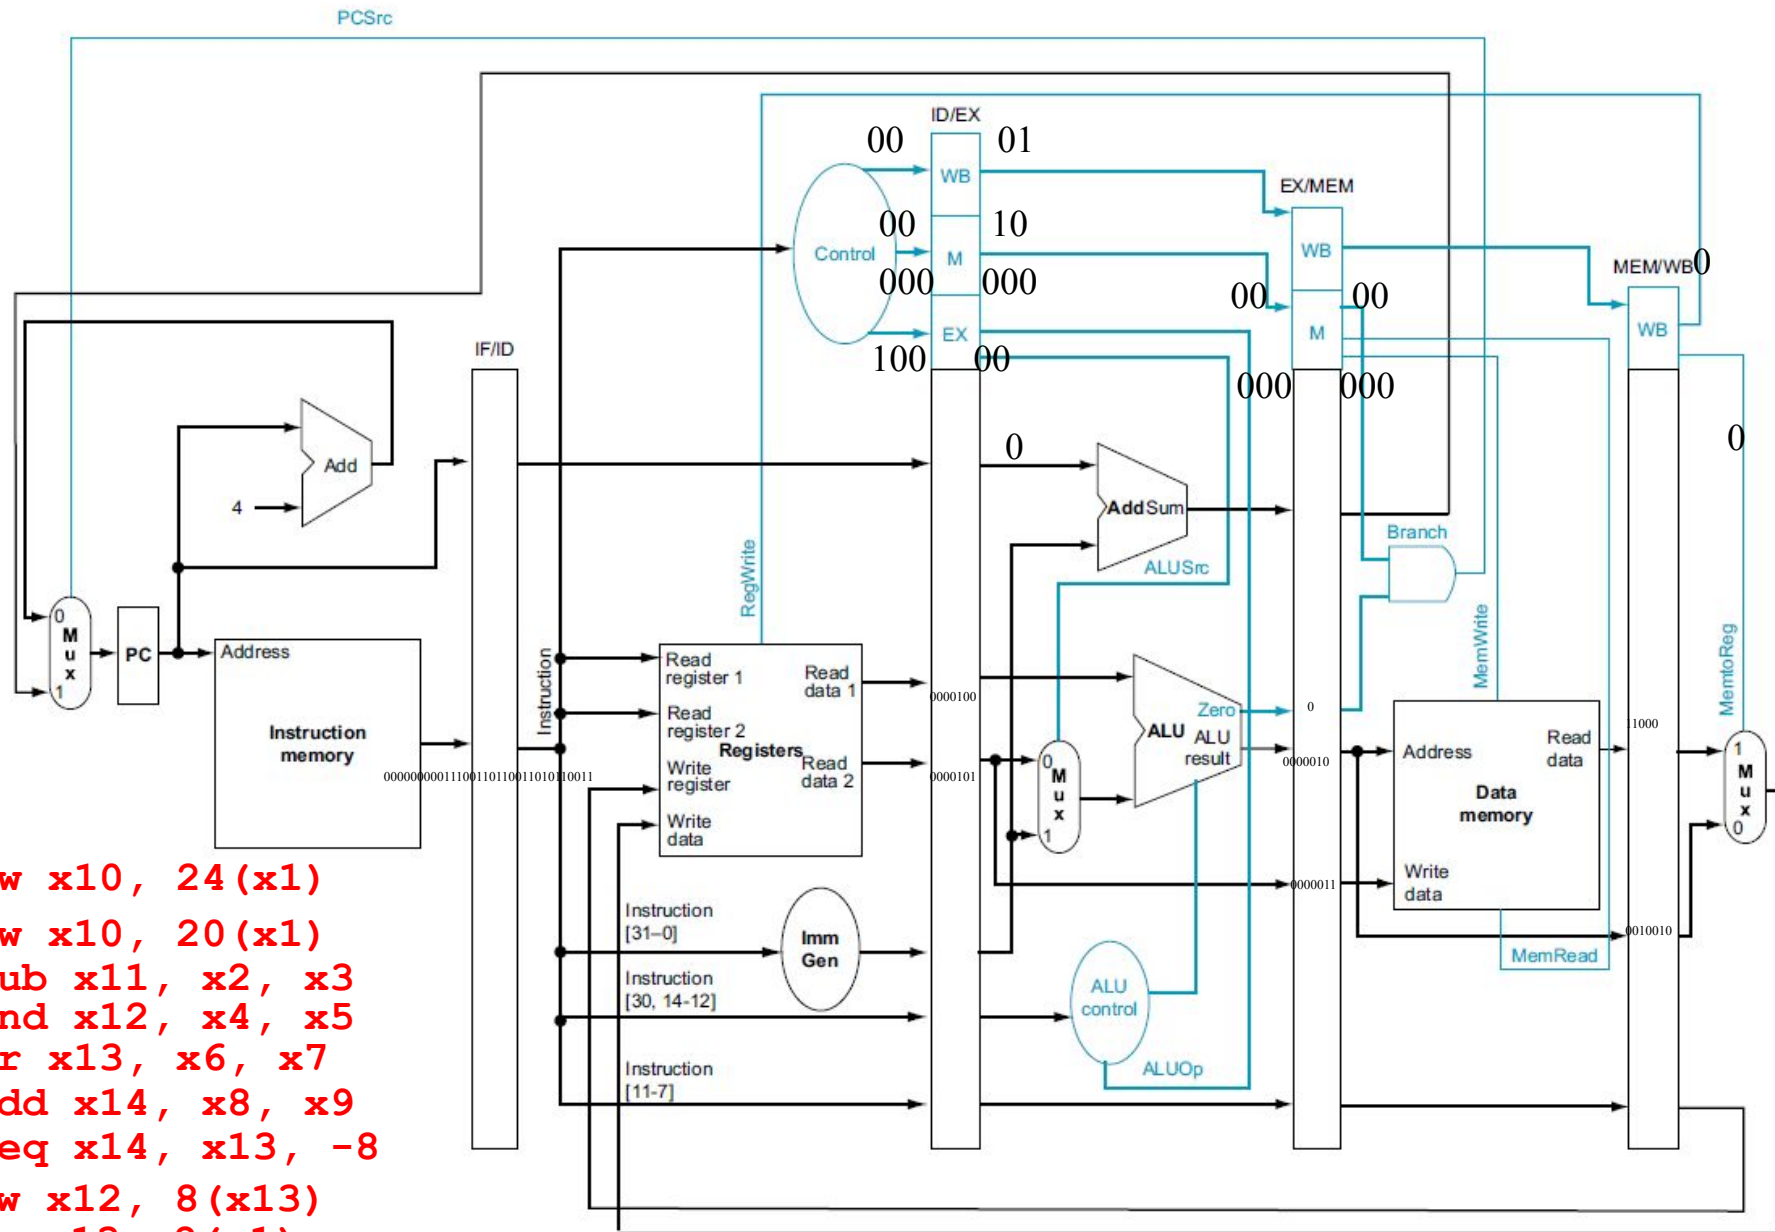 PCSrc
ID/EX
00
01
WB
EX/MEM
00
10
Control
M
WB
MEM/WB
0
000
000
00
00
EX
M
WB
IF/ID
100
00
000
000
0
0
Add
4
Add Sum
Branch
ALUSrc
RegWrite
MemWrite
MemtoReg
0
M
u
x
1
PC
Address
Instruction
memory
Instruction
Read
register 1
Read
data 1
Read
register 2
Registers
Read
data 2
Write
register
Write
data
0000100
0000101
0
M
u
x
1
Zero
ALU
ALU
result
0
0000010
Address
Read
data
Data
memory
Write
data
0000011
11000
0010010
1
M
u
x
0
MemRead
Instruction
[31–0]
Imm
Gen
Instruction
[30, 14-12]
ALU
control
Instruction
[11-7]
ALUOp
w x10, 24(x1)
w x10, 20(x1)
ub x11, x2, x3
nd x12, x4, x5
r x13, x6, x7
dd x14, x8, x9
eq x14, x13, -8
w x12, 8(x13)